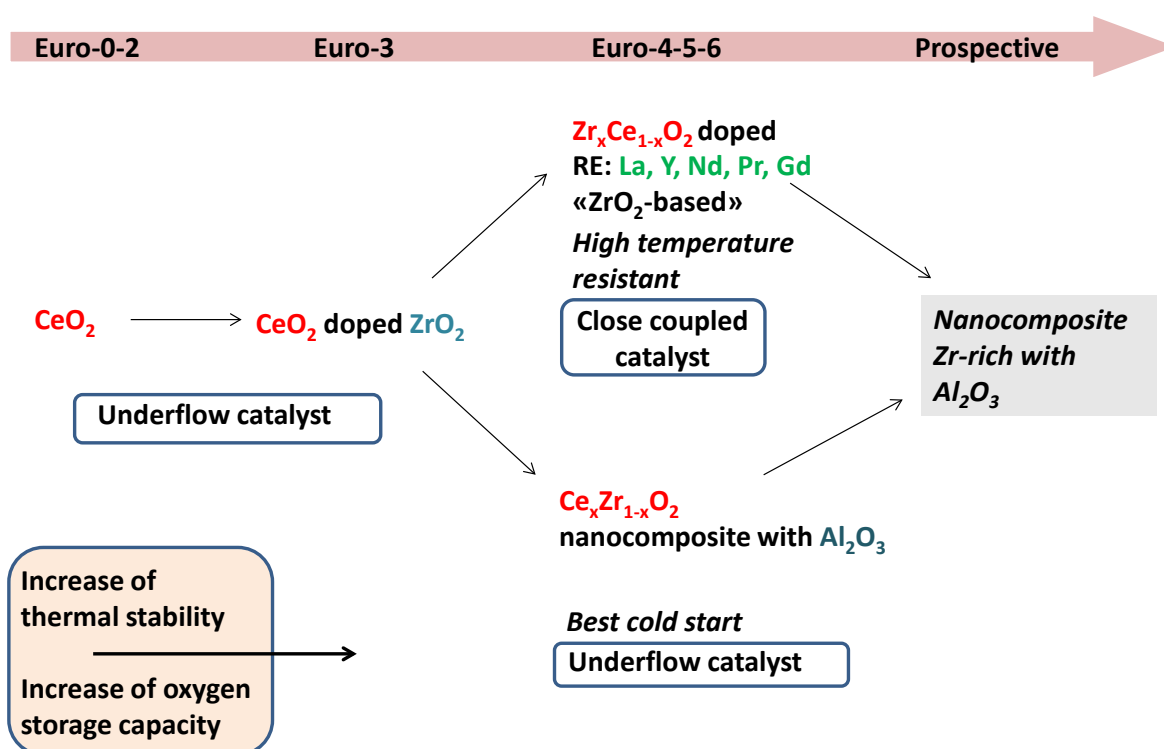 Euro-0-2
Euro-3
Euro-4-5-6
Prospective
ZrₓCe₁₋ₓO₂ doped
RE: La, Y, Nd, Pr, Gd
«ZrO₂-based»
High temperature
resistant
Close coupled
catalyst
CeO₂
CeO₂ doped ZrO₂
Underflow catalyst
Nanocomposite
Zr-rich with
Al₂O₃
CeₓZr₁₋ₓO₂
nanocomposite with Al₂O₃
Best cold start
Underflow catalyst
Increase of
thermal stability
Increase of oxygen
storage capacity